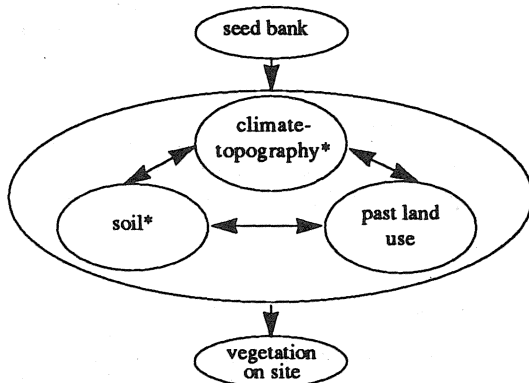 seed bank
climate-
topography*
soil*
past land
use
vegetation
on site